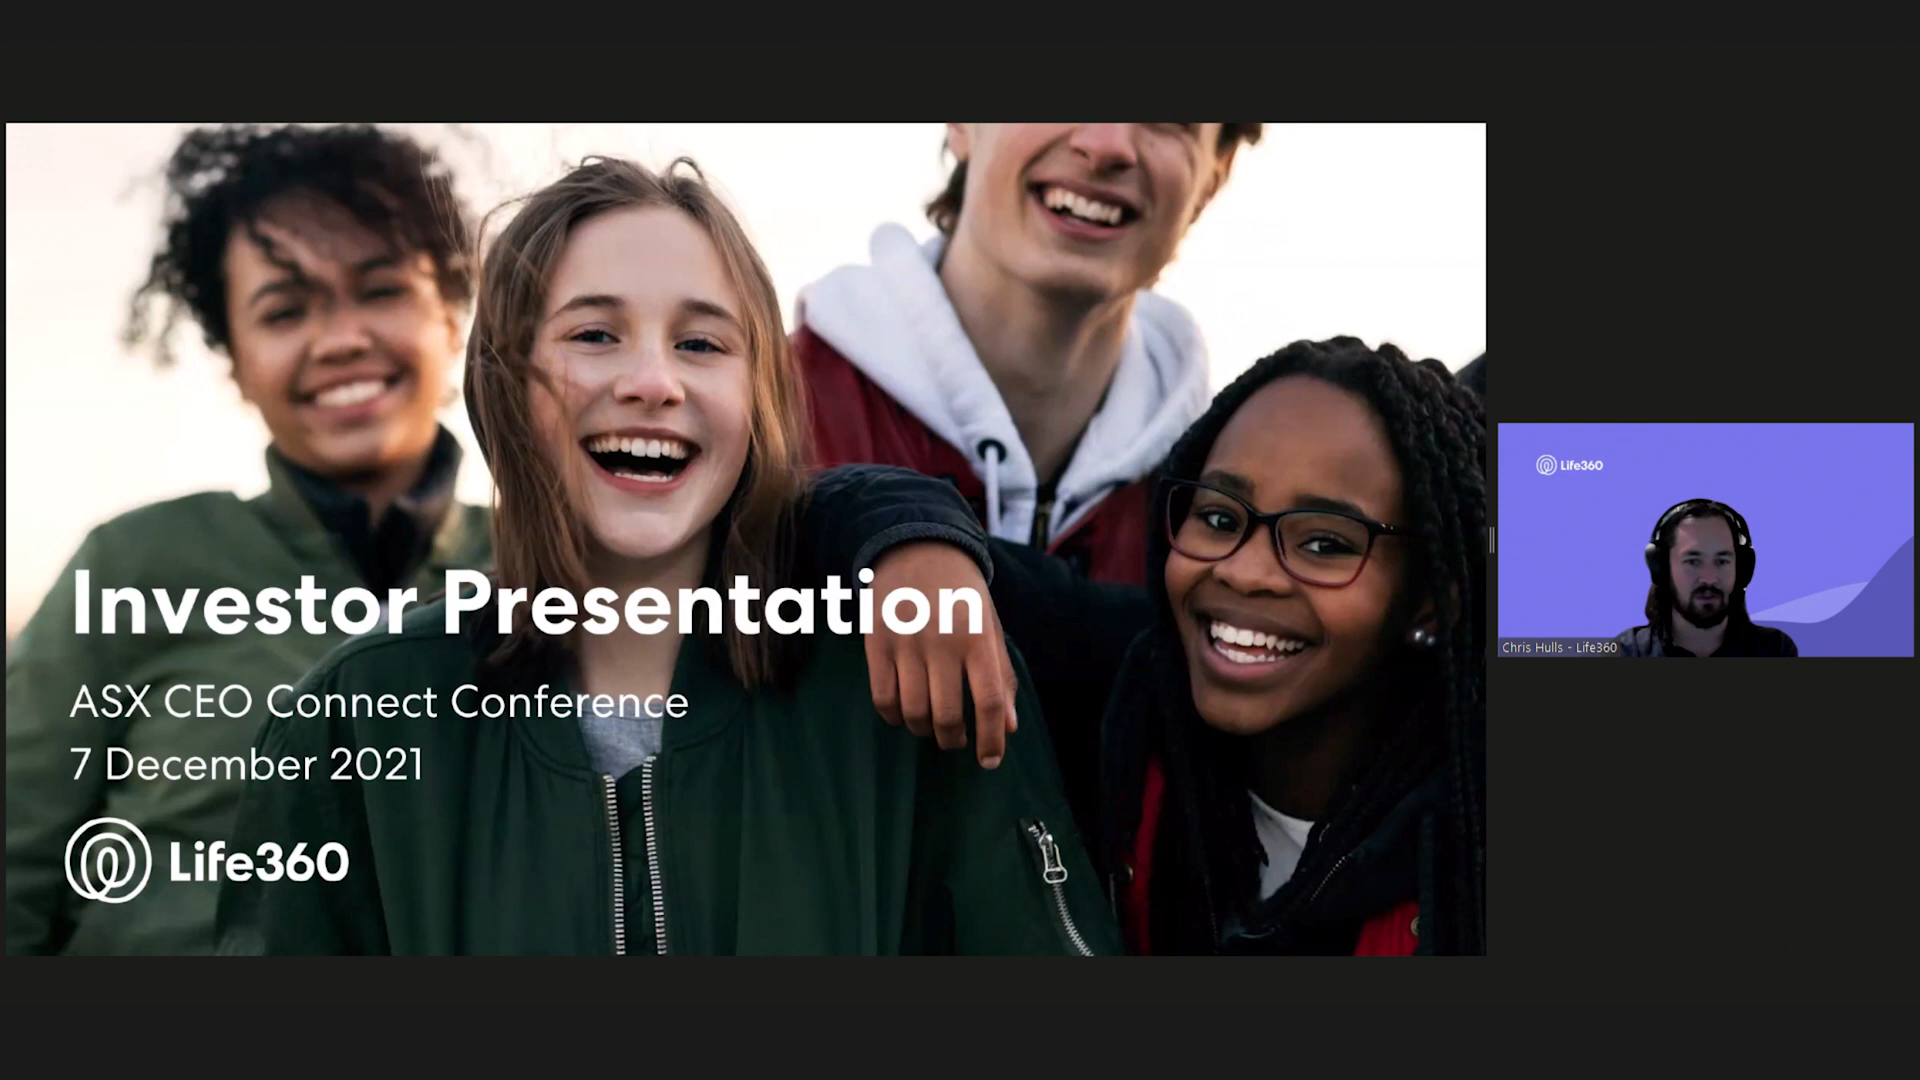 Investor Presentation
ASX CEO Connect Conference
7 December 2021
Life360
Life360
Chris Hulls - Life360